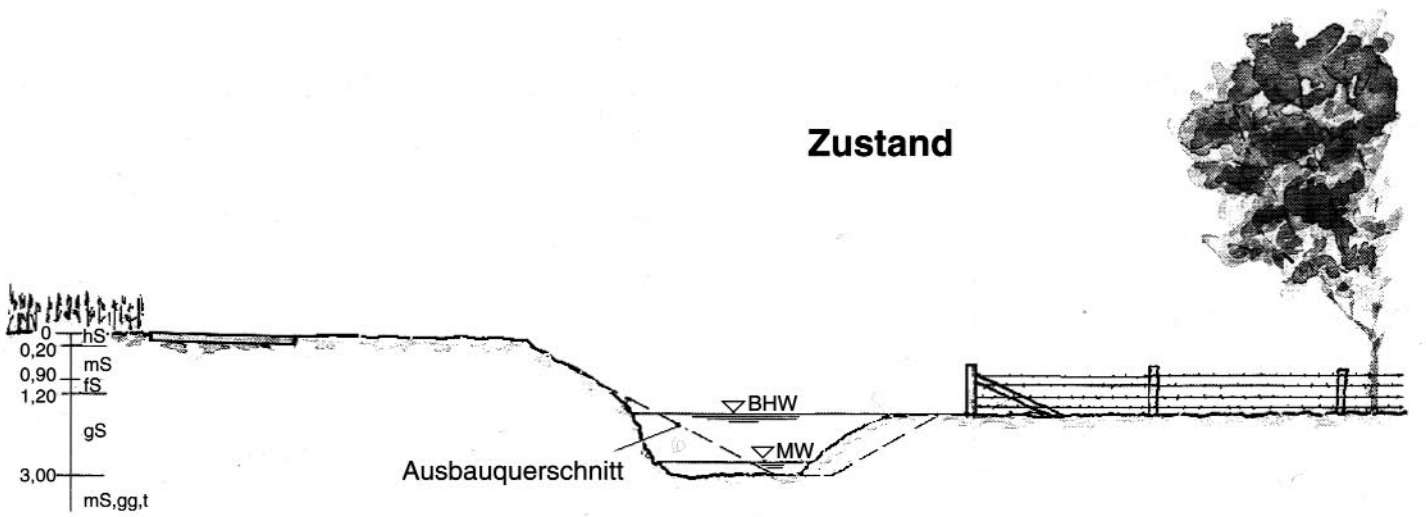 Zustand
0
hS
0,20
mS
0,90
fS
1,20
gS
3,00
mS,gg,t
BHW
MW
Ausbauquerschnitt